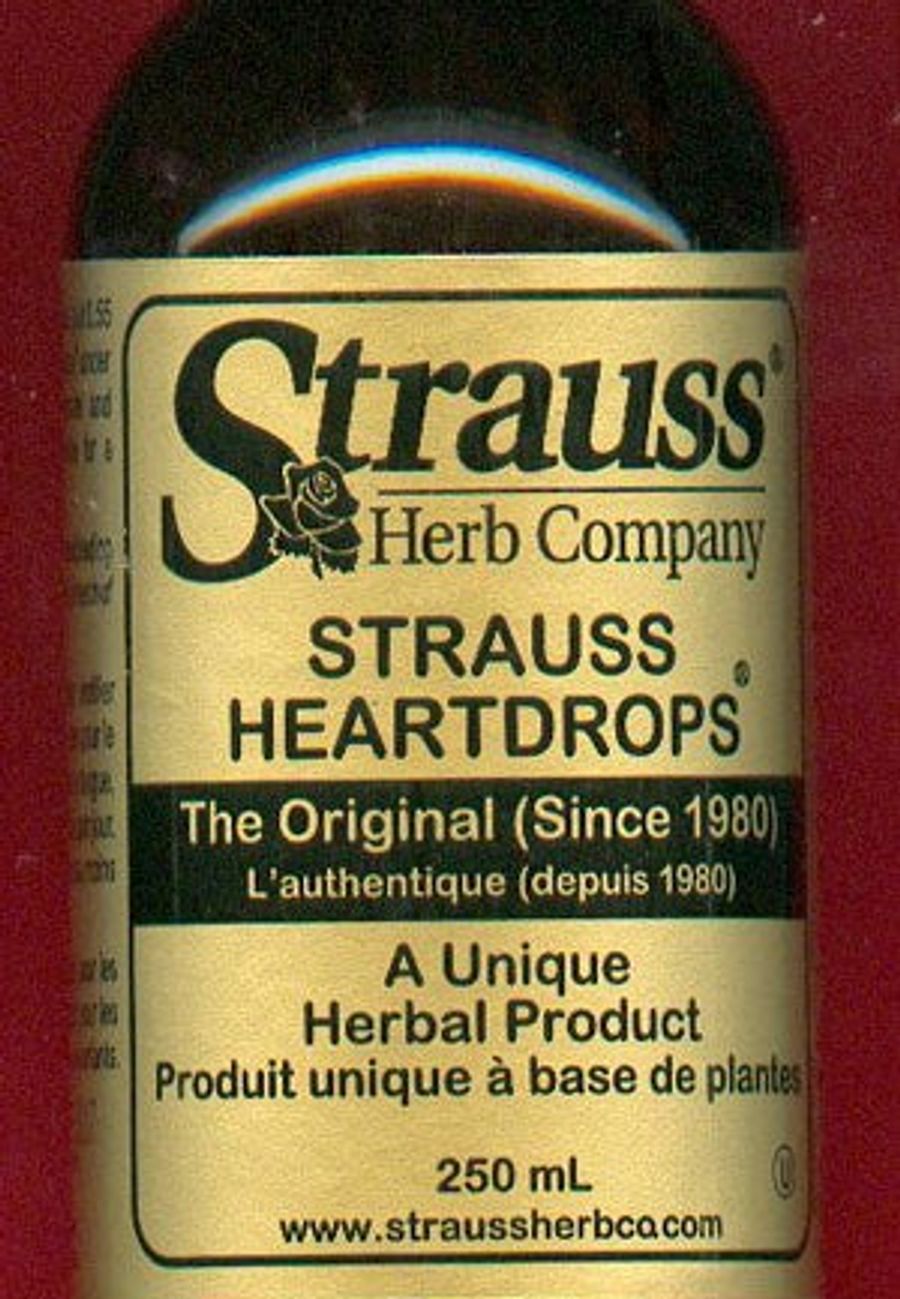 Strauss®
Herb Company
STRAUSS
HEARTDROPS®
The Original (Since 1980)
L'authentique (depuis 1980)
A Unique
Herbal Product
Produit unique à base de plantes
250 mL
U
www.straussherbco.com